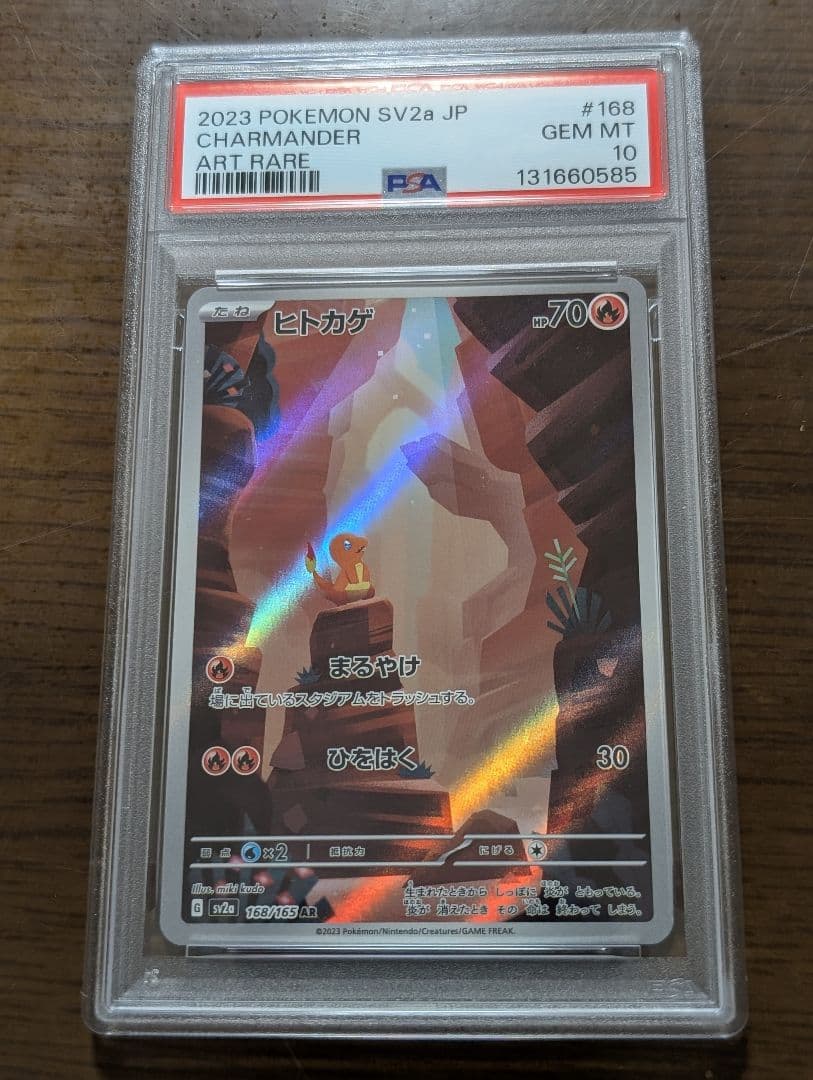 2023 POKEMON SV2a JP #168
CHARMANDER GEM MT
ART RARE 10
PSA 131660585
たね ヒトカゲ HP70
まるやけ
場に出ているスタジアムをトラッシュする。
ひをはく 30
弱点 ×2 抵抗力 にげる
Illus. miki kudo
生まれたときから しっぽに 炎が ともっている。
炎が 消えたとき その 命は 終わって しまう。
G sv2a 168/165 AR
©2023 Pokémon/Nintendo/Creatures/GAME FREAK.